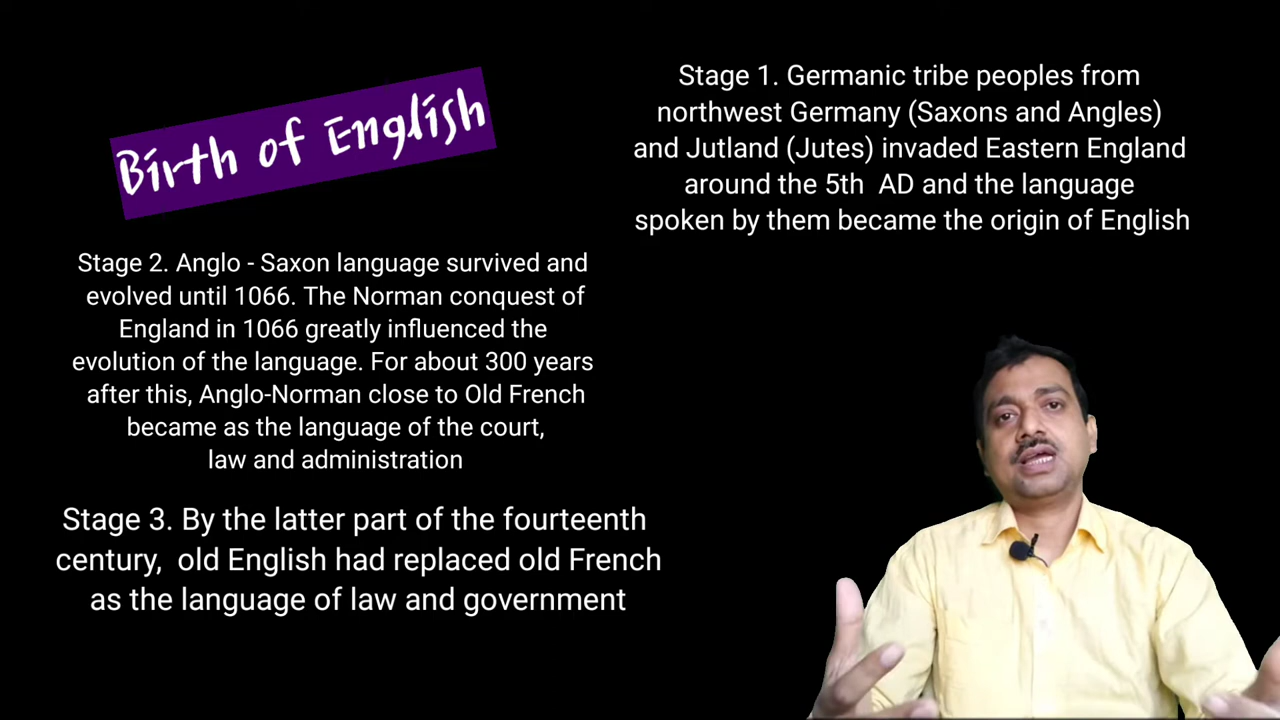 Birth of English
Stage 1. Germanic tribe peoples from
northwest Germany (Saxons and Angles)
and Jutland (Jutes) invaded Eastern England
around the 5th  AD and the language
spoken by them became the origin of English
Stage 2. Anglo - Saxon language survived and
evolved until 1066. The Norman conquest of
England in 1066 greatly influenced the
evolution of the language. For about 300 years
after this, Anglo-Norman close to Old French
became as the language of the court,
law and administration
Stage 3. By the latter part of the fourteenth
century,  old English had replaced old French
as the language of law and government